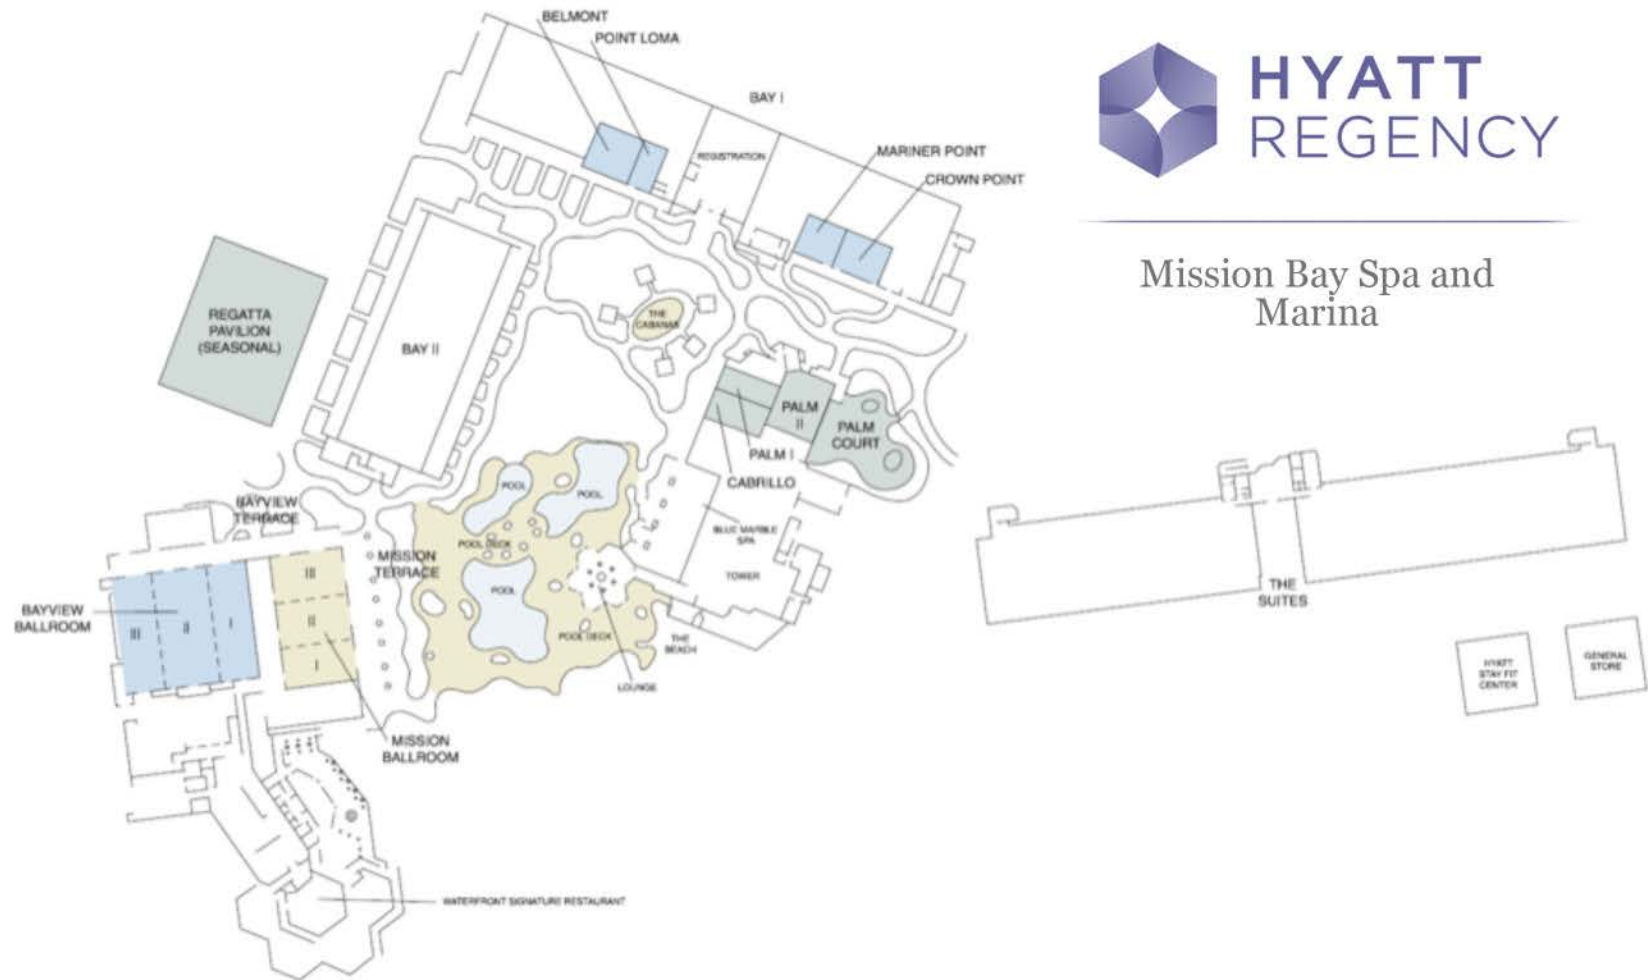 BELMONT
POINT LOMA
BAY I
HYATT
REGENCY
Mission Bay Spa and
Marina
REGISTRATION
MARINER POINT
CROWN POINT
REGATTA
PAVILION
(SEASONAL)
BAY II
THE
CABANAS
PALM
II
PALM
COURT
PALM I
CABRILLO
POOL
POOL
BAYVIEW
TERRACE
POOL DECK
BLUE MARBLE
SPA
MISSION
TERRACE
TOWER
III
POOL
THE
SUITES
BAYVIEW
BALLROOM
III
II
I
II
I
POOL DECK
THE
BEACH
LOUNGE
HYATT
STAY FIT
CENTER
GENERAL
STORE
MISSION
BALLROOM
WATERFRONT SIGNATURE RESTAURANT